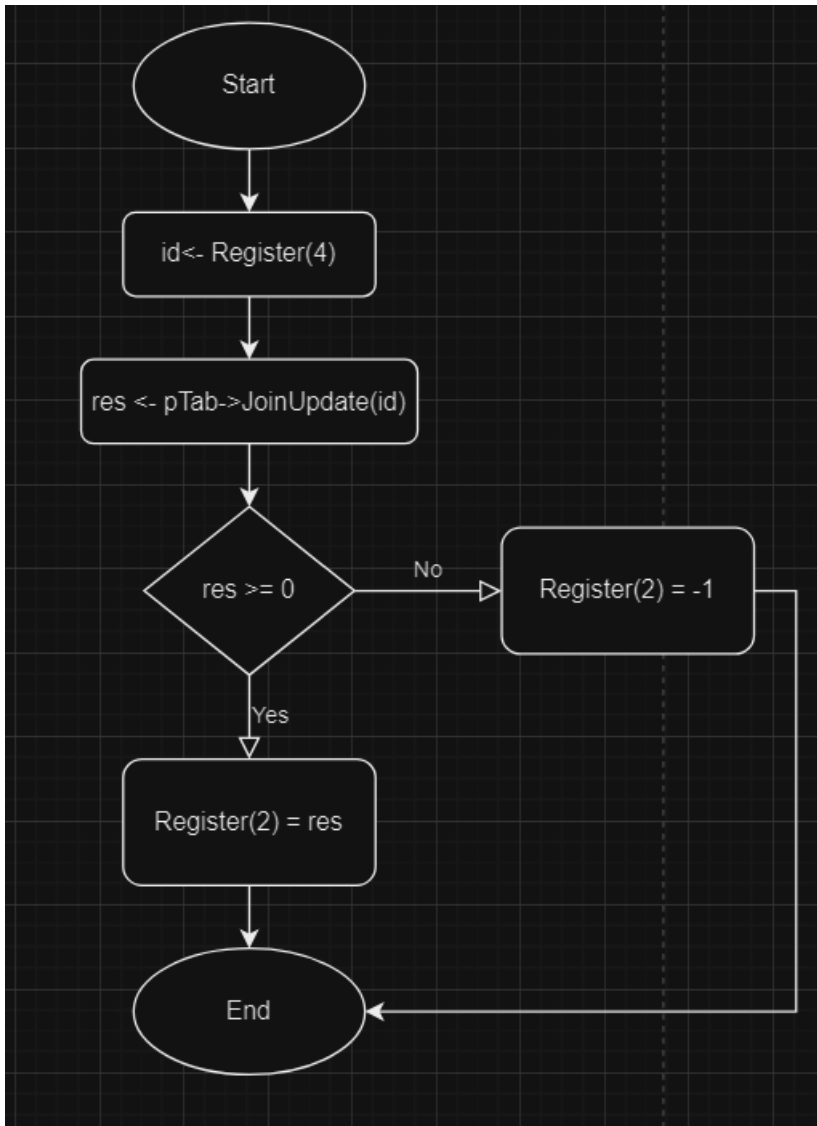 Start
id<- Register(4)
res <- pTab->JoinUpdate(id)
res >= 0
No
Register(2) = -1
Yes
Register(2) = res
End